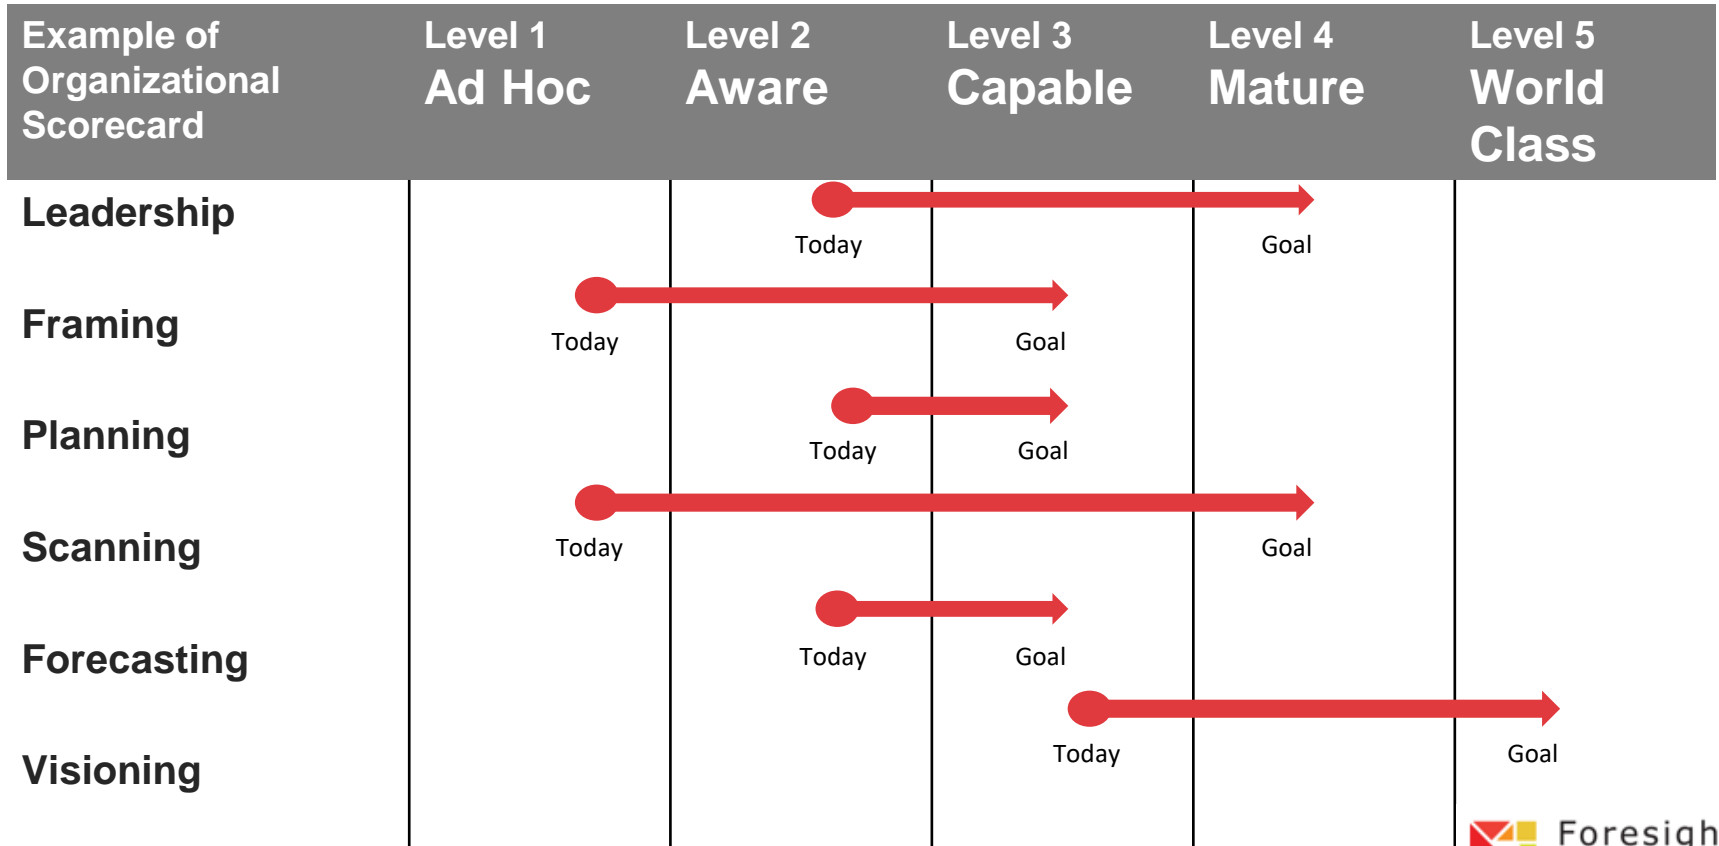 Example of
Organizational
Scorecard
Level 1
Ad Hoc
Level 2
Aware
Level 3
Capable
Level 4
Mature
Level 5
World
Class
Leadership
Today
Goal
Framing
Today
Goal
Planning
Today
Goal
Scanning
Today
Goal
Forecasting
Today
Goal
Visioning
Today
Goal
Foresigh